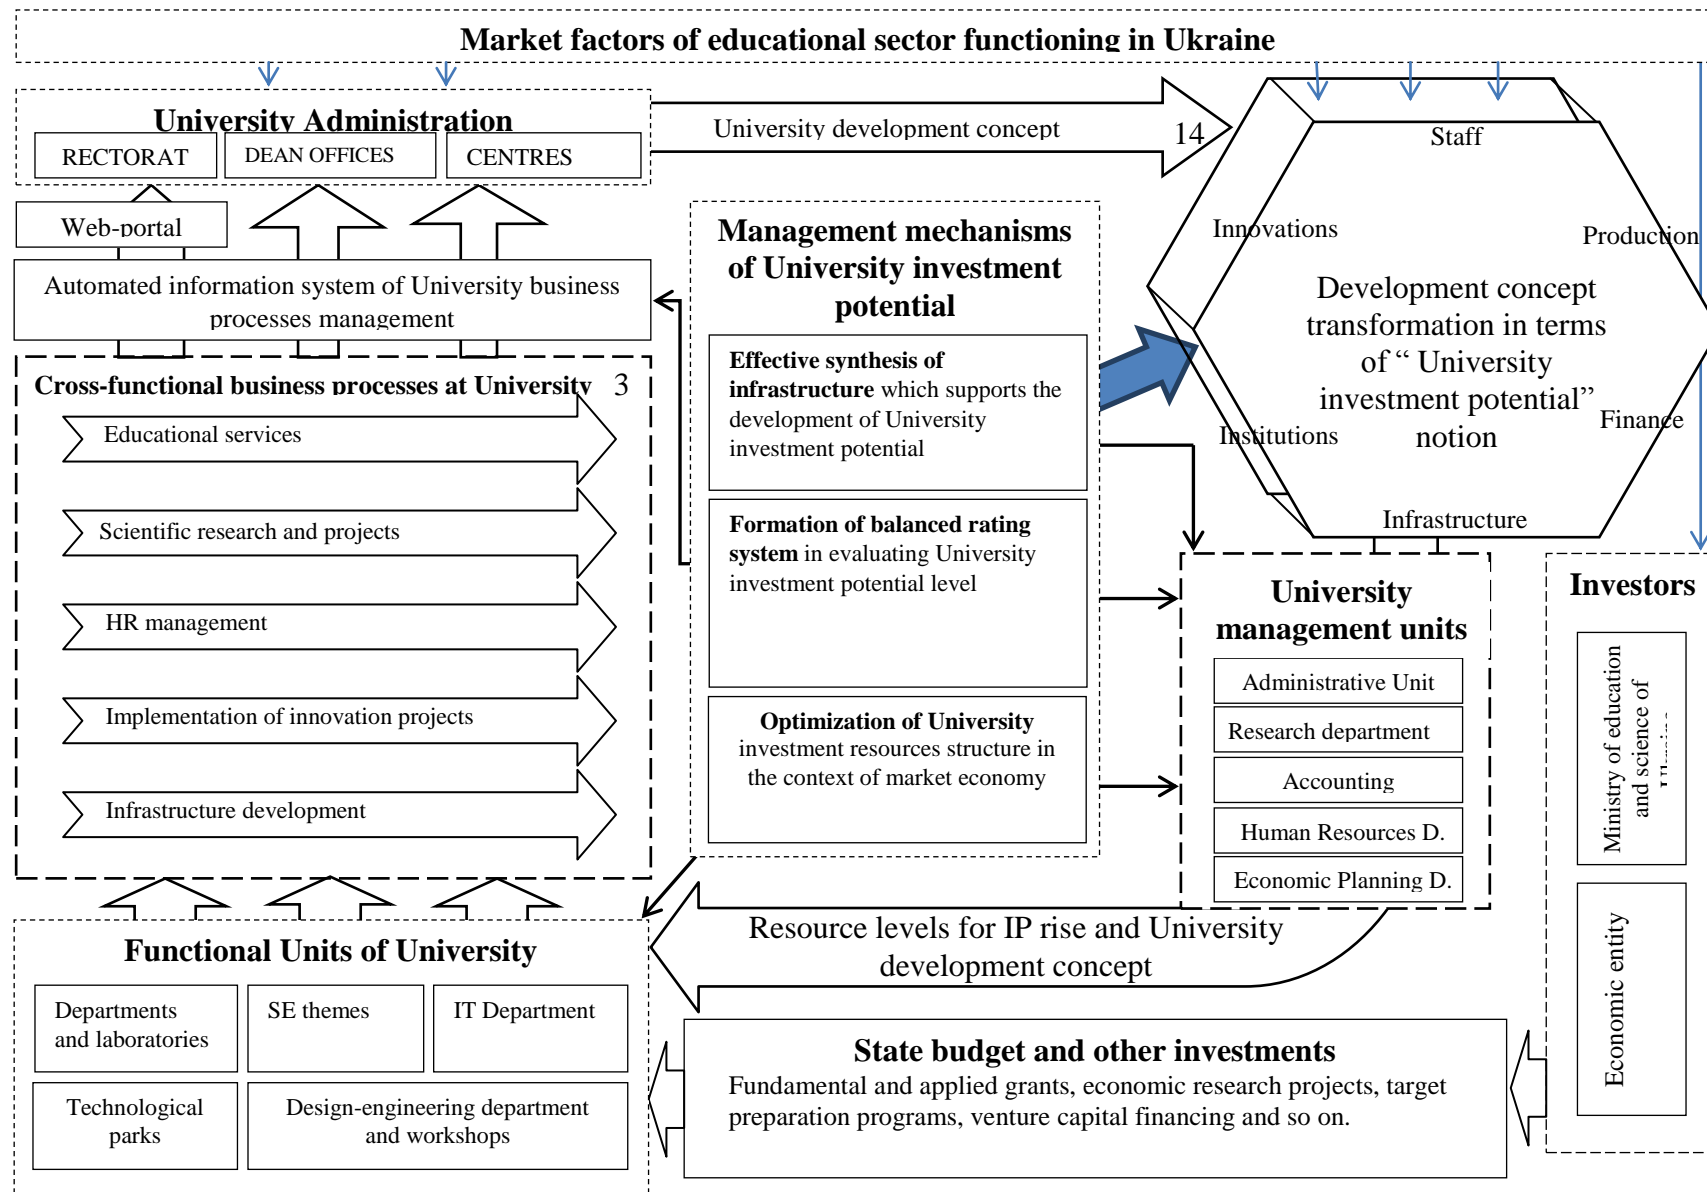 Market factors of educational sector functioning in Ukraine
University Administration
RECTORAT
DEAN OFFICES
CENTRES
University development concept
14
Web-portal
Automated information system of University business
processes management
Cross-functional business processes at University
3
Educational services
Scientific research and projects
HR management
Implementation of innovation projects
Infrastructure development
Management mechanisms
of University investment
potential
Effective synthesis of
infrastructure which supports the
development of University
investment potential
Formation of balanced rating
system in evaluating University
investment potential level
Optimization of University
investment resources structure in
the context of market economy
Staff
Innovations
Production
Development concept
transformation in terms
of “ University
investment potential”
notion
Institutions
Finance
Infrastructure
University
management units
Administrative Unit
Research department
Accounting
Human Resources D.
Economic Planning D.
Investors
Ministry of education
and science of
Economic entity
Functional Units of University
Departments
and laboratories
SE themes
IT Department
Technological
parks
Design-engineering department
and workshops
Resource levels for IP rise and University
development concept
State budget and other investments
Fundamental and applied grants, economic research projects, target
preparation programs, venture capital financing and so on.